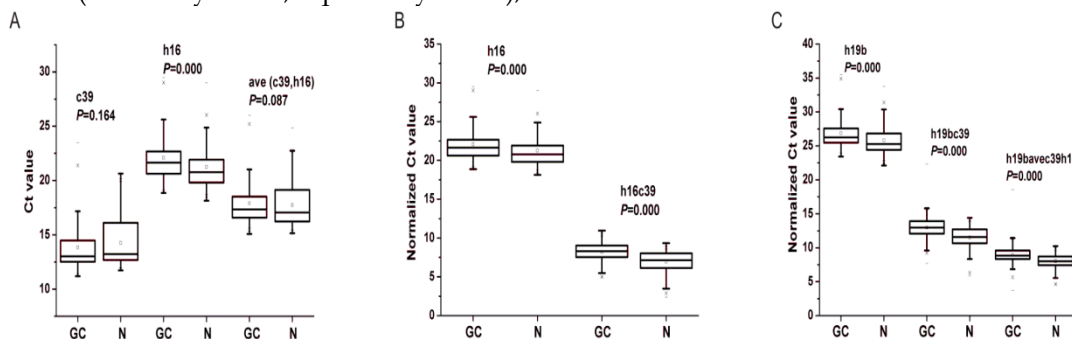 A
B
C
Ct value
30
25
20
15
10
c39
P=0.164
h16
P=0.000
ave (c39,h16)
P=0.087
GC N GC N GC N
Normalized Ct value
35
30
25
20
15
10
5
0
h16
P=0.000
h16c39
P=0.000
GC N GC N
Normalized Ct value
40
35
30
25
20
15
10
5
0
h19b
P=0.000
h19bc39
P=0.000
h19bavec39h1
P=0.000
GC N GC N GC N